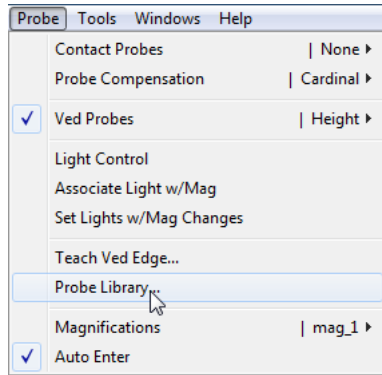 Probe Tools Windows Help
Contact Probes | None
Probe Compensation | Cardinal
Ved Probes | Height
Light Control
Associate Light w/Mag
Set Lights w/Mag Changes
Teach Ved Edge...
Probe Library...
Magnifications | mag_1
Auto Enter